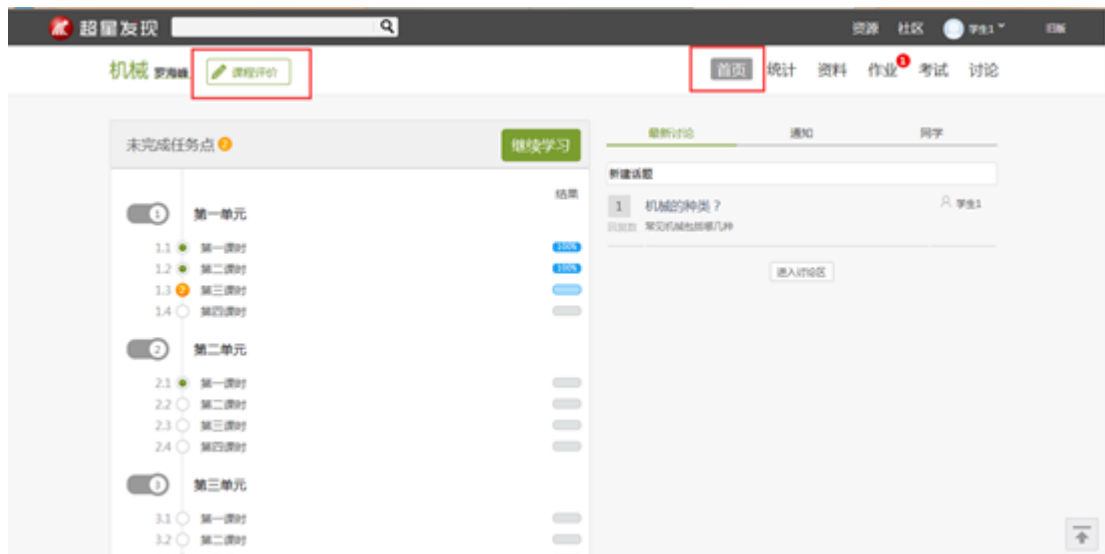 超星发现
资源 社区 学生1 旧版
机械 罗海峰 课程评价
首页 统计 资料 作业 1 考试 讨论
未完成任务点 2 继续学习
结果
1 第一单元
1.1 第一课时 100%
1.2 第二课时 100%
1.3 2 第三课时
1.4 第四课时
2 第二单元
2.1 第一课时
2.2 第二课时
2.3 第三课时
2.4 第四课时
3 第三单元
3.1 第一课时
3.2 第二课时
最新讨论 通知 同学
新建话题
1 机械的种类？ 学生1
回复数 常见机械包括哪几种
进入讨论区